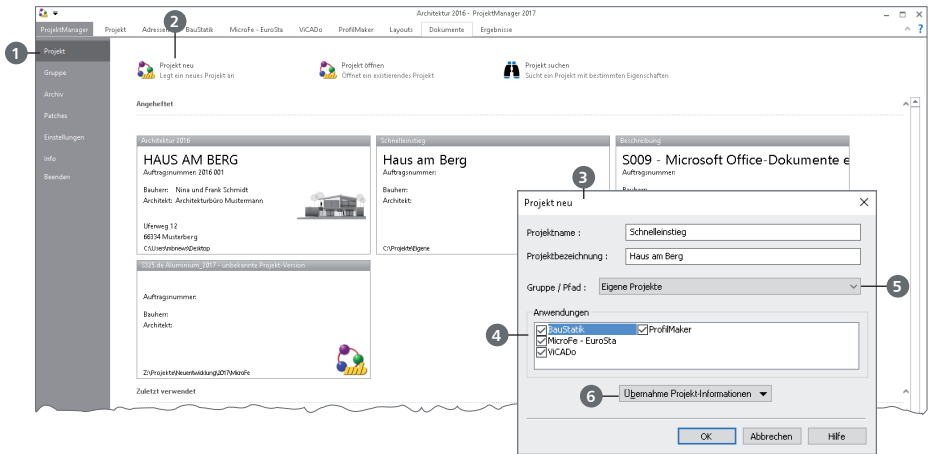 Architektur 2016 - ProjektManager 2017
ProjektManager Projekt Adressen BauStatik MicroFe - EuroSta ViCADo ProfilMaker Layouts Dokumente Ergebnisse
?
1
2
Projekt
Gruppe
Archiv
Patches
Einstellungen
Info
Beenden
Projekt neu
Legt ein neues Projekt an
Projekt öffnen
Öffnet ein existierendes Projekt
Projekt suchen
Sucht ein Projekt mit bestimmten Eigenschaften
Angeheftet
Architektur 2016
HAUS AM BERG
Auftragsnummer: 2016 001
Bauherr: Nina und Frank Schmidt
Architekt: Architekturbüro Mustermann
Uferweg 12
66334 Musterberg
C:\Users\mbnews\Desktop
Schnelleinstieg
Haus am Berg
Auftragsnummer:
Bauherr:
Architekt:
C:\Projekte\Eigene
Beschreibung
S009 - Microsoft Office-Dokumente e
Auftragsnummer:
Bauherr:
S325.de Aluminium_2017 - unbekannte Projekt-Version
Auftragsnummer:
Bauherr:
Architekt:
Z:\Projekte\Neuentwicklung\2017\MicroFe
mb
Zuletzt verwendet
3
Projekt neu
Projektname : Schnelleinstieg
Projektbezeichnung : Haus am Berg
Gruppe / Pfad : Eigene Projekte
5
Anwendungen
4
BauStatik ProfilMaker
MicroFe - EuroSta
ViCADo
6
Übernahme Projekt-Informationen
OK Abbrechen Hilfe